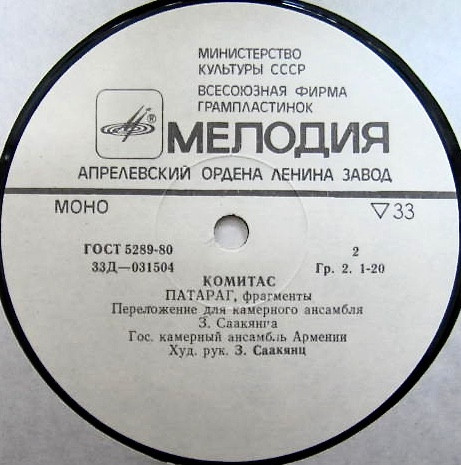 МИНИСТЕРСТВО
КУЛЬТУРЫ СССР
ВСЕСОЮЗНАЯ ФИРМА
ГРАМПЛАСТИНОК
®
МЕЛОДИЯ
АПРЕЛЕВСКИЙ ОРДЕНА ЛЕНИНА ЗАВОД
МОНО ▽33
ГОСТ 5289-80 2
33Д—031504 Гр. 2. 1-20
КОМИТАС
ПАТАРАГ, фрагменты
Переложение для камерного ансамбля
З. Саакянца
Гос. камерный ансамбль Армении
Худ. рук. З. Саакянц